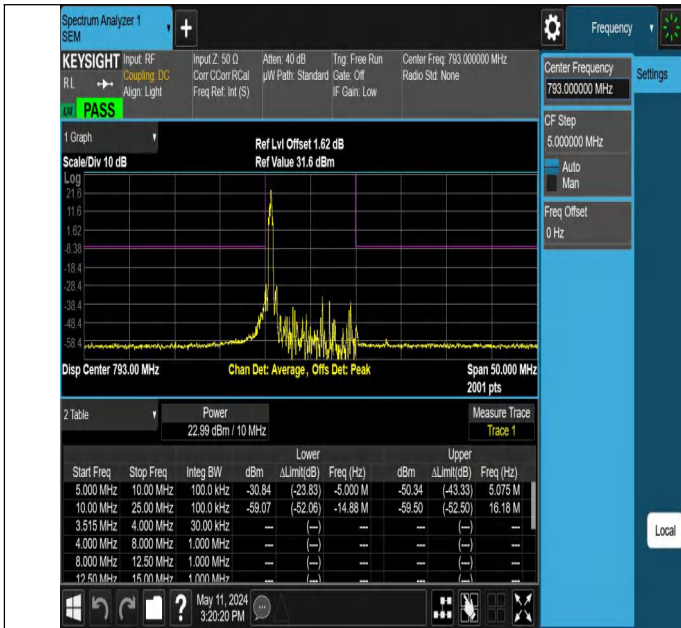 Spectrum Analyzer 1
SEM
Frequency
KEYSIGHT Input: RF Input Z: 50 Ω Atten: 40 dB Trig: Free Run Center Freq: 793.000000 MHz
RL Coupling: DC Corr CCorr RCal µW Path: Standard Gate: Off Radio Std: None
Align: Light Freq Ref: Int (S) IF Gain: Low
PASS
Center Frequency
793.000000 MHz
Settings
CF Step
5.000000 MHz
Auto
Man
Freq Offset
0 Hz
1 Graph
Ref Lvl Offset 1.62 dB
Scale/Div 10 dB Ref Value 31.6 dBm
Log
21.6
11.6
1.62
-8.38
-18.4
-28.4
-38.4
-48.4
-58.4
Disp Center 793.00 MHz Chan Det: Average, Offs Det: Peak Span 50.000 MHz
2001 pts
2 Table Power Measure Trace
22.99 dBm / 10 MHz Trace 1
Lower Upper
Start Freq Stop Freq Integ BW dBm ΔLimit(dB) Freq (Hz) dBm ΔLimit(dB) Freq (Hz)
5.000 MHz 10.00 MHz 100.0 kHz -30.84 (-23.83) -5.000 M -50.34 (-43.33) 5.075 M
10.00 MHz 25.00 MHz 100.0 kHz -59.07 (-52.06) -14.88 M -59.50 (-52.50) 16.18 M
3.515 MHz 4.000 MHz 30.00 kHz --- (---) --- --- (---) ---
4.000 MHz 8.000 MHz 1.000 MHz --- (---) --- --- (---) ---
8.000 MHz 12.50 MHz 1.000 MHz --- (---) --- --- (---) ---
12.50 MHz 15.00 MHz 1.000 MHz --- (---) --- --- (---) ---
Local
? May 11, 2024
3:20:20 PM